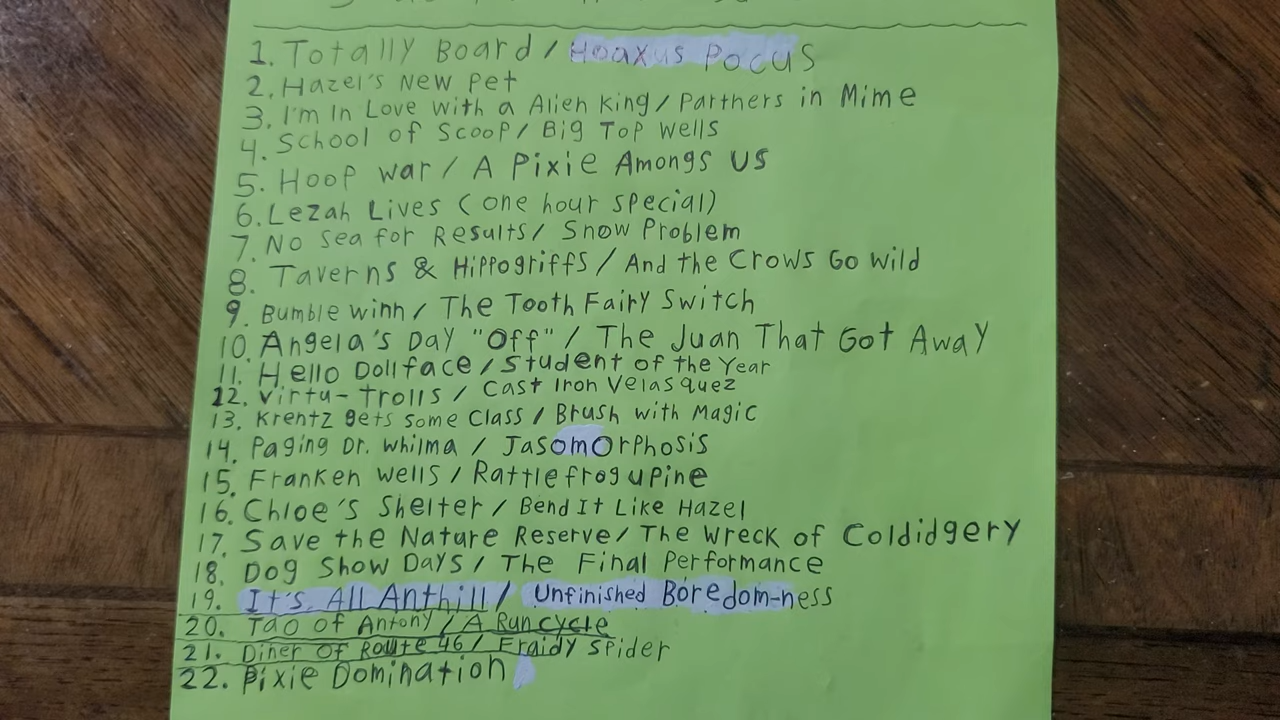 1. Totally Board / Hoaxus Pocus
2. Hazel's New Pet
3. I'm In Love with a Alien King / Partners in Mime
4. School of Scoop / Big Top Wells
5. Hoop war / A Pixie Amongs US
6. Lezah Lives (one hour special)
7. No Sea for Results / Snow Problem
8. Taverns & Hippogriffs / And the Crows Go Wild
9. Bumble winn / The Tooth Fairy Switch
10. Angela's Day "Off" / The Juan That Got Away
11. Hello Dollface / Student of the Year
12. Virtu-Trolls / Cast Iron Velasquez
13. Krentz gets Some Class / Brush with Magic
14. Paging Dr. Whilma / Jasomorphosis
15. Franken wells / Rattlefrogupine
16. Chloe's Shelter / Bend It Like Hazel
17. Save the Nature Reserve / The Wreck of Coldidgery
18. Dog Show Days / The Final Performance
19. It's All Anthill / Unfinished Boredom-ness
20. Tao of Antony / A Runcycle
21. Diner Of Route 46 / Fraidy Spider
22. Pixie Domination